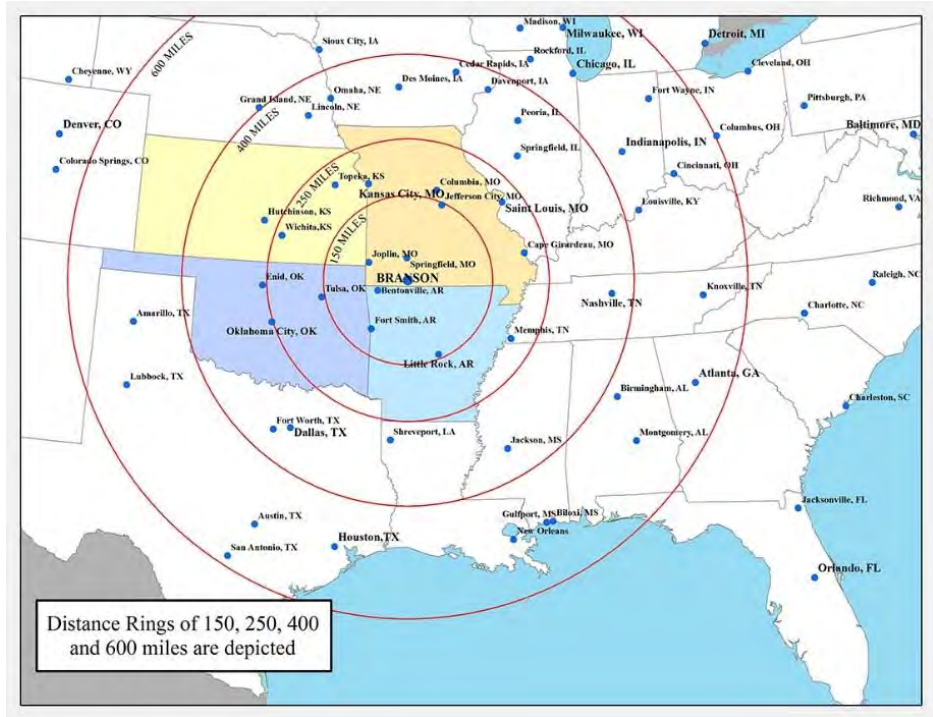 Madison, WI
Milwaukee, WI
Detroit, MI
Sioux City, IA
Rockford, IL
600 MILES
Cedar Rapids, IA
Chicago, IL
Cleveland, OH
Cheyenne, WY
Des Moines, IA
Davenport, IA
Omaha, NE
Fort Wayne, IN
Grand Island, NE
Lincoln, NE
Pittsburgh, PA
Denver, CO
400 MILES
Peoria, IL
Baltimore, MD
Columbus, OH
Indianapolis, IN
Springfield, IL
Colorado Springs, CO
Cincinnati, OH
250 MILES
Topeka, KS
Columbia, MO
Kansas City, MO
Jefferson City, MO
Saint Louis, MO
Louisville, KY
Richmond, VA
Hutchinson, KS
Wichita,KS
150 MILES
Cape Girardeau, MO
Joplin, MO
Springfield, MO
BRANSON
Enid, OK
Tulsa, OK
Bentonville, AR
Raleigh, NC
Knoxville, TN
Nashville, TN
Charlotte, NC
Amarillo, TX
Oklahoma City, OK
Fort Smith, AR
Memphis, TN
Little Rock, AR
Lubbock, TX
Atlanta, GA
Birmingham, AL
Charleston, SC
Fort Worth, TX
Dallas, TX
Shreveport, LA
Jackson, MS
Montgomery, AL
Jacksonville, FL
Gulfport, MS
Biloxi, MS
Austin, TX
New Orleans
Houston,TX
San Antonio, TX
Orlando, FL
Distance Rings of 150, 250, 400
and 600 miles are depicted